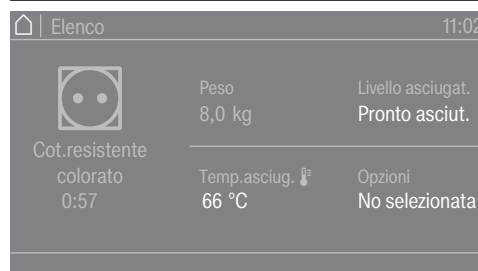 Elenco 11:02
Peso
8,0 kg
Livello asciugat.
Pronto asciut.
Cot.resistente
colorato
0:57
Temp.asciug.
66 °C
Opzioni
No selezionata